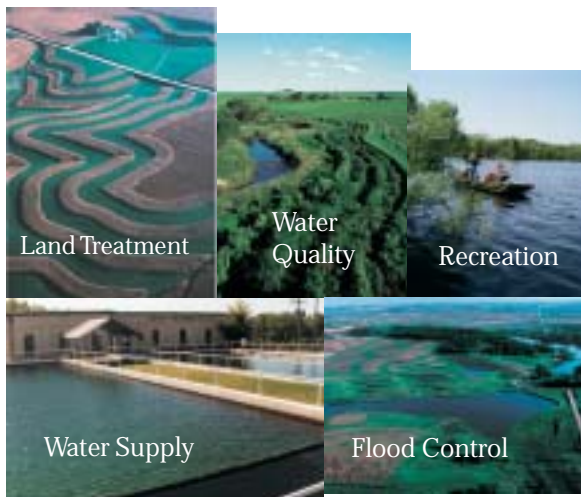 Land Treatment
Water
Quality
Recreation
Water Supply
Flood Control